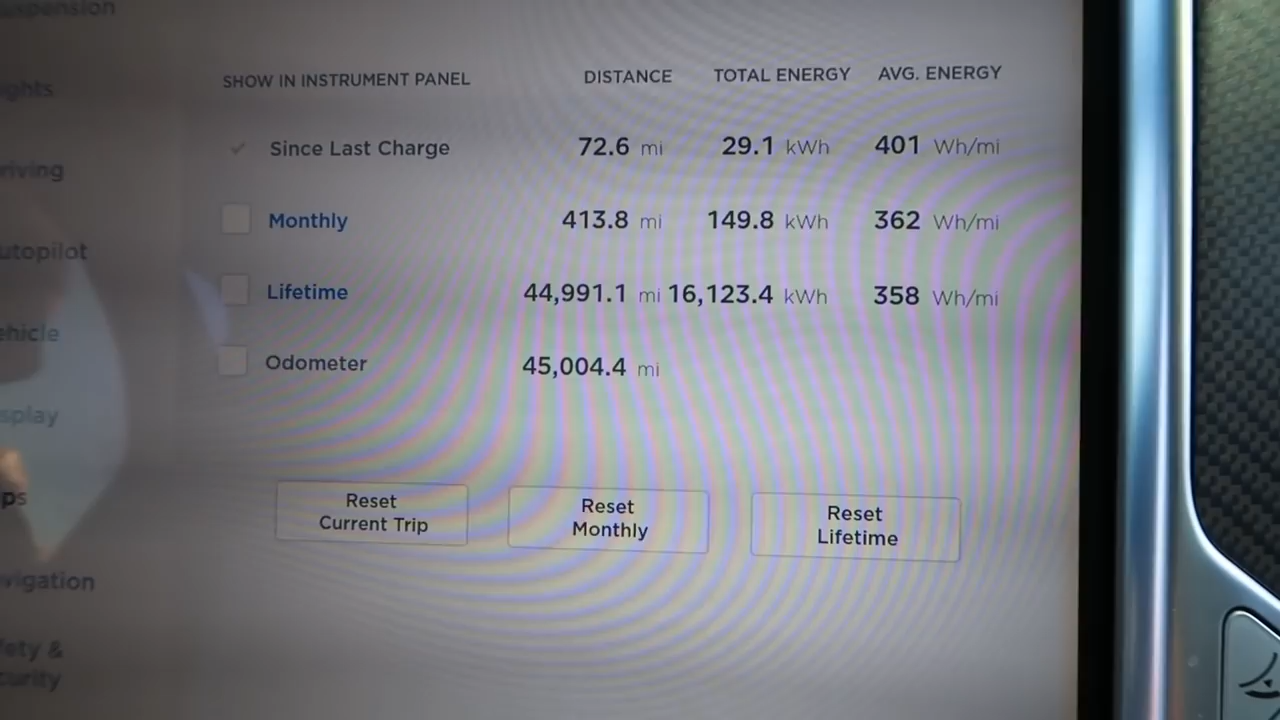 SHOW IN INSTRUMENT PANEL DISTANCE TOTAL ENERGY AVG. ENERGY
Since Last Charge 72.6 mi 29.1 kWh 401 Wh/mi
Monthly 413.8 mi 149.8 kWh 362 Wh/mi
Lifetime 44,991.1 mi 16,123.4 kWh 358 Wh/mi
Odometer 45,004.4 mi
Reset
Current Trip
Reset
Monthly
Reset
Lifetime